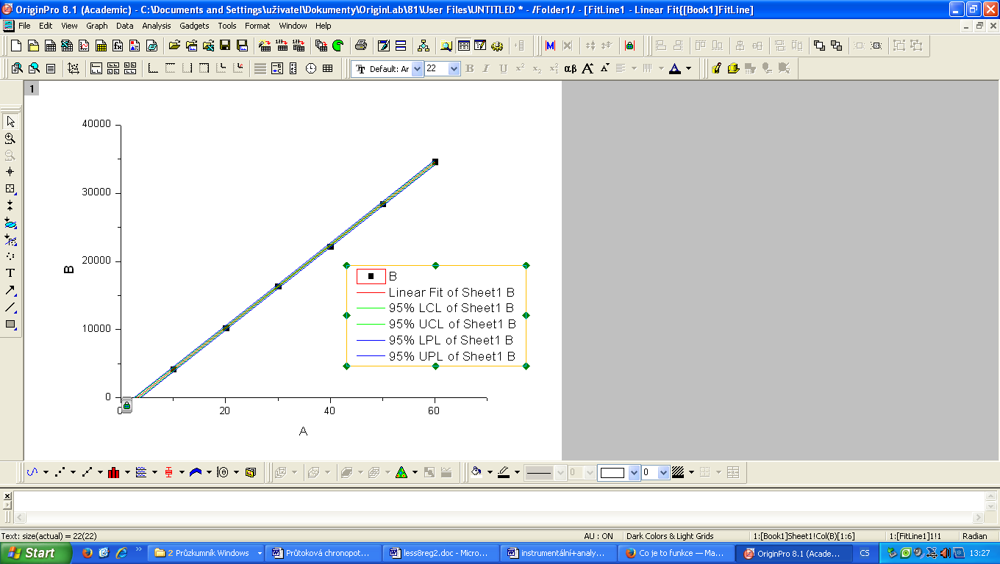 OriginPro 8.1 (Academic) - C:\Documents and Settings\uživatel\Dokumenty\OriginLab\81\User Files\UNTITLED * - /Folder1/ - [FitLine1 - Linear Fit{[Book1]FitLine]
File Edit View Graph Data Analysis Gadgets Tools Format Window Help
Default: Ar 22 B I U x² x₂ x₁² αβ A A A
1
40000
30000
20000
10000
0
B
0 20 40 60
A
B
Linear Fit of Sheet1 B
95% LCL of Sheet1 B
95% UCL of Sheet1 B
95% LPL of Sheet1 B
95% UPL of Sheet1 B
T
0 0
Text: size(actual) = 22(22) AU : ON Dark Colors & Light Grids 1:[Book1]Sheet1!Col(B)[1:6] 1:[FitLine1]1!1 Radian
Start 2 Průzkumník Windows Průtoková chronopot... less8reg2.doc - Micro... instrumentální+analy... Co je to funkce — Ma... OriginPro 8.1 (Acade... CS 13:27